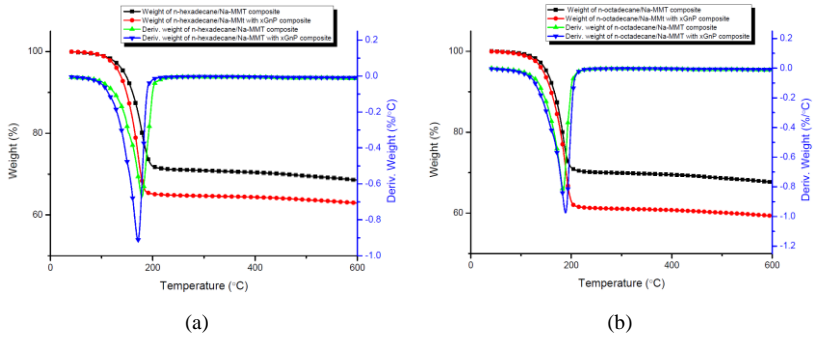 Weight of n-hexadecane/Na-MMT composite
Weight of n-hexadecane/Na-MMI with xGnP composite
Deriv. weight of n-hexadecane/Na-MMT composite
Deriv. weight of n-hexadecane/Na-MMT with xGnP composite
100
80
60
Weight (%)
0.2
0.0
-0.2
-0.4
-0.6
-0.8
-1.0
Deriv. Weight (%/°C)
0
200
400
600
Temperature (°C)
(a)
Weight of n-octadecane/Na-MMT composite
Weight of n-octadecane/Na-MMI with xGnP composite
Deriv. weight of n-octadecane/Na-MMT composite
Deriv. weight of n-octadecane/Na-MMT with xGnP composite
100
80
60
Weight (%)
0.2
0.0
-0.2
-0.4
-0.6
-0.8
-1.0
-1.2
Deriv. Weight (%/°C)
0
200
400
600
Temperature (°C)
(b)